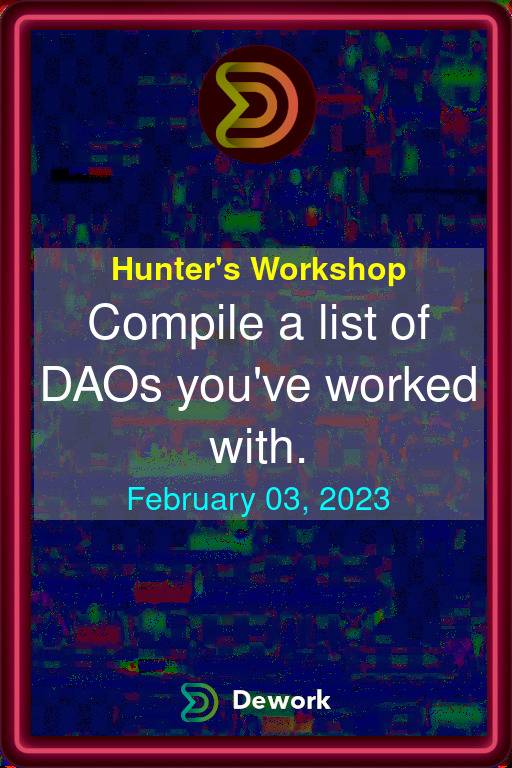 Hunter's Workshop
Compile a list of
DAOs you've worked
with.
February 03, 2023
Dework